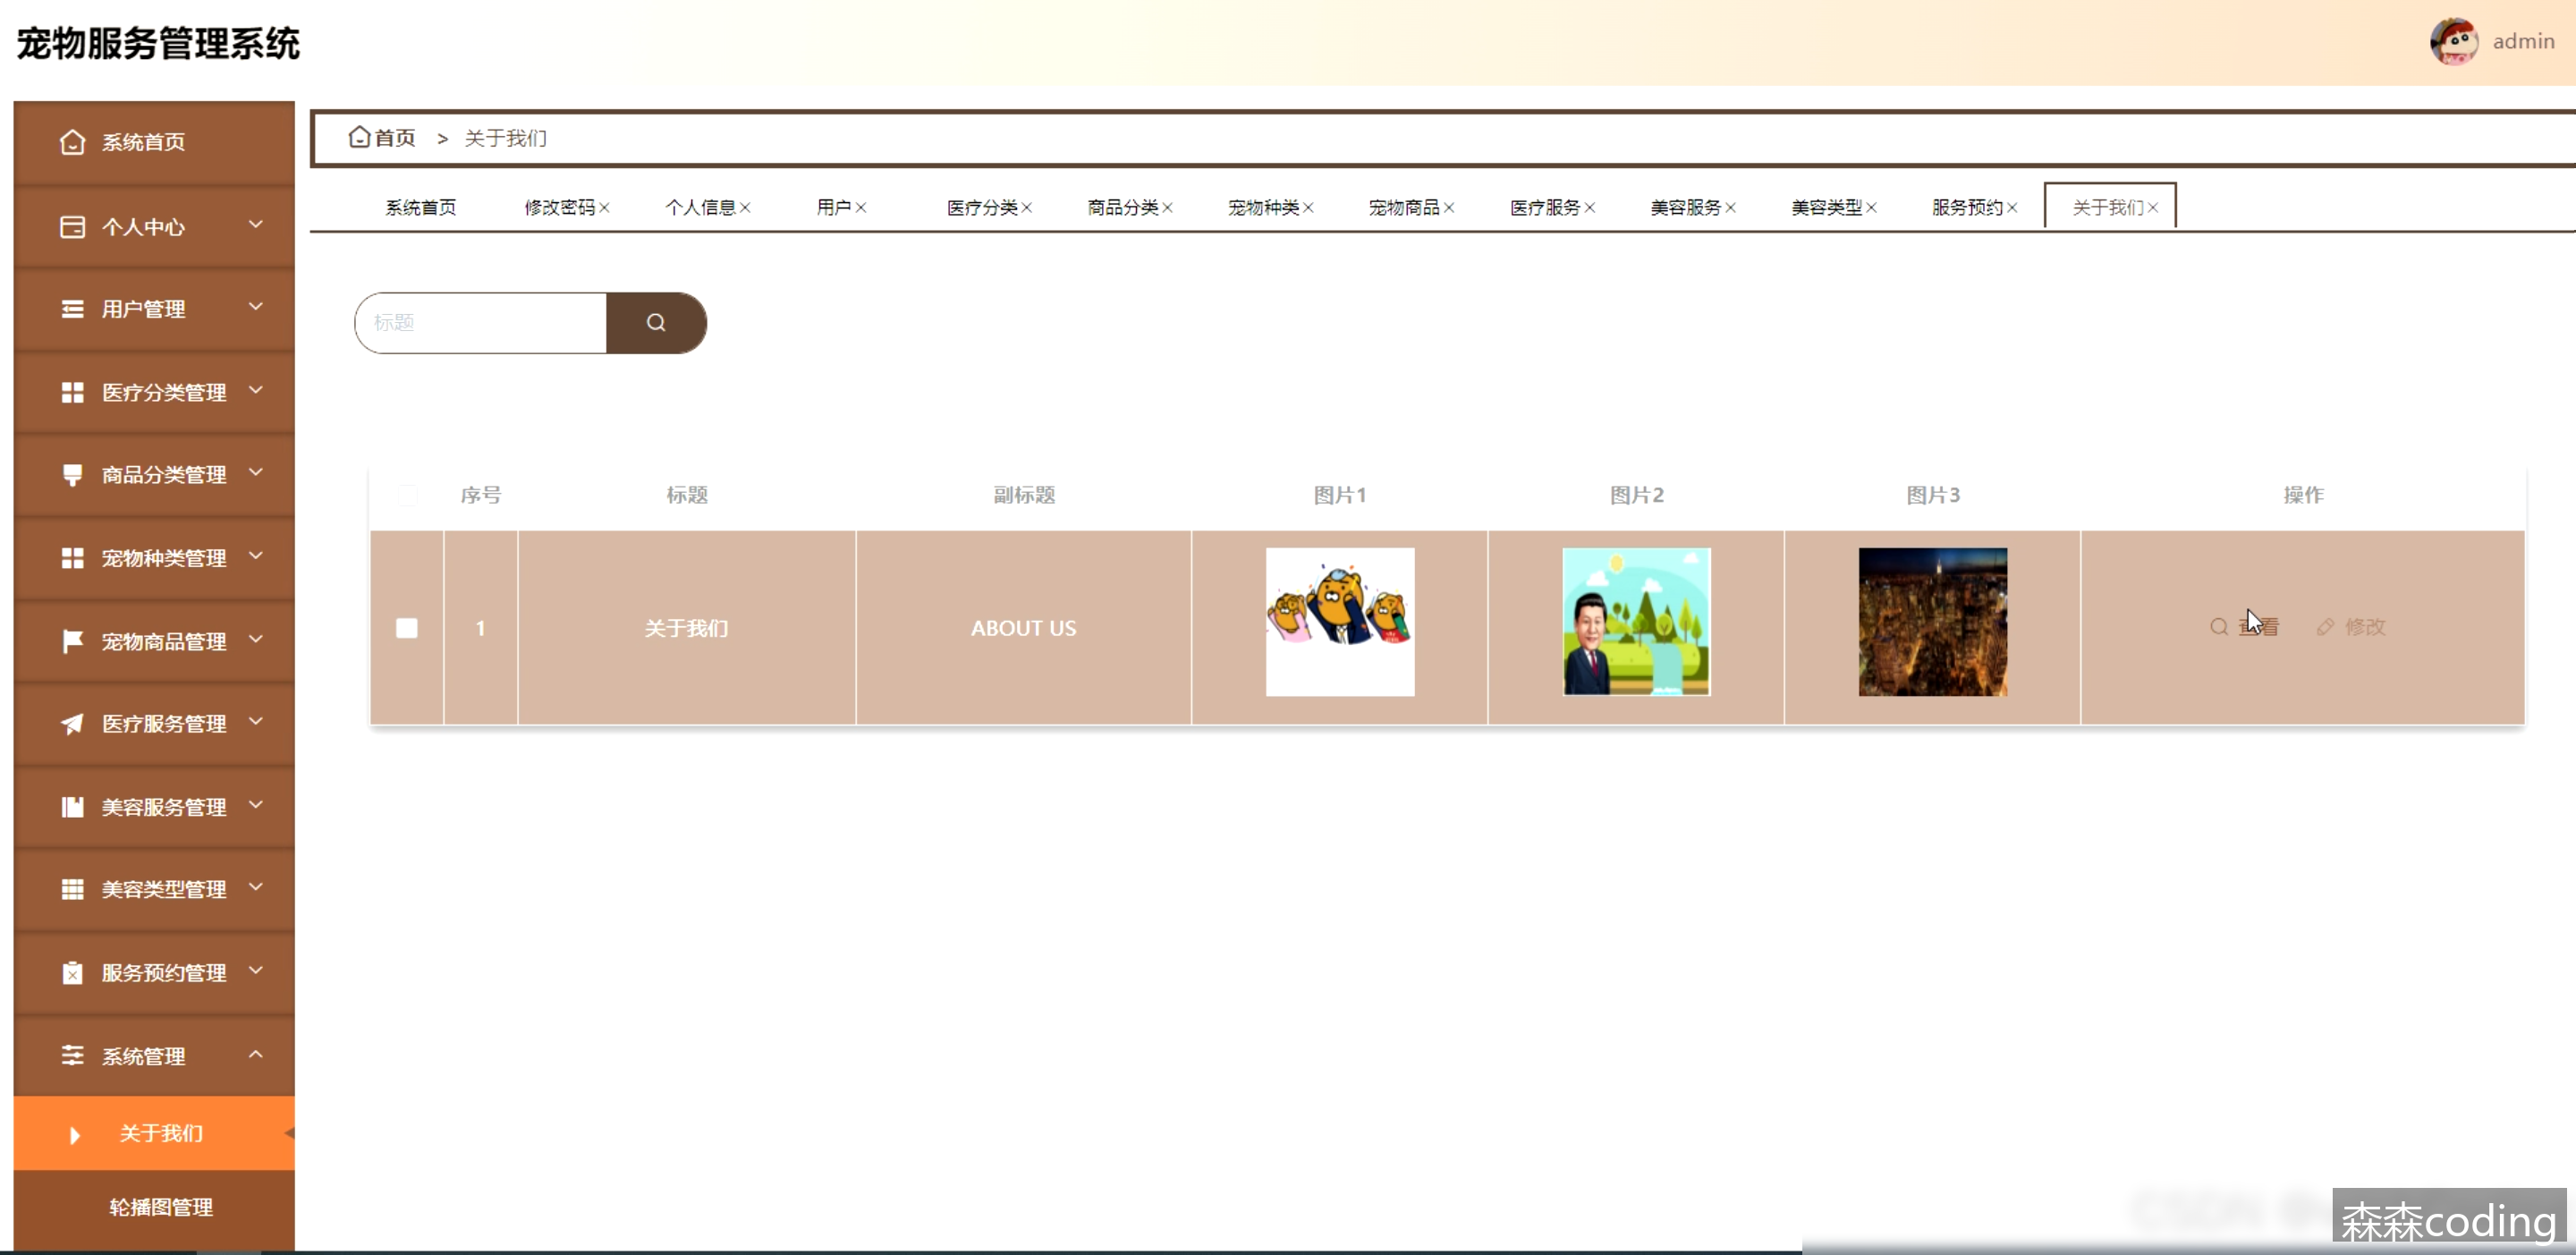 宠物服务管理系统
admin
系统首页
个人中心
用户管理
医疗分类管理
商品分类管理
宠物种类管理
宠物商品管理
医疗服务管理
美容服务管理
美容类型管理
服务预约管理
系统管理
关于我们
轮播图管理
首页 > 关于我们
系统首页 修改密码 个人信息 用户 医疗分类 商品分类 宠物种类 宠物商品 医疗服务 美容服务 美容类型 服务预约 关于我们
标题
序号 标题 副标题 图片1 图片2 图片3 操作
1 关于我们 ABOUT US 查看 修改
森森coding